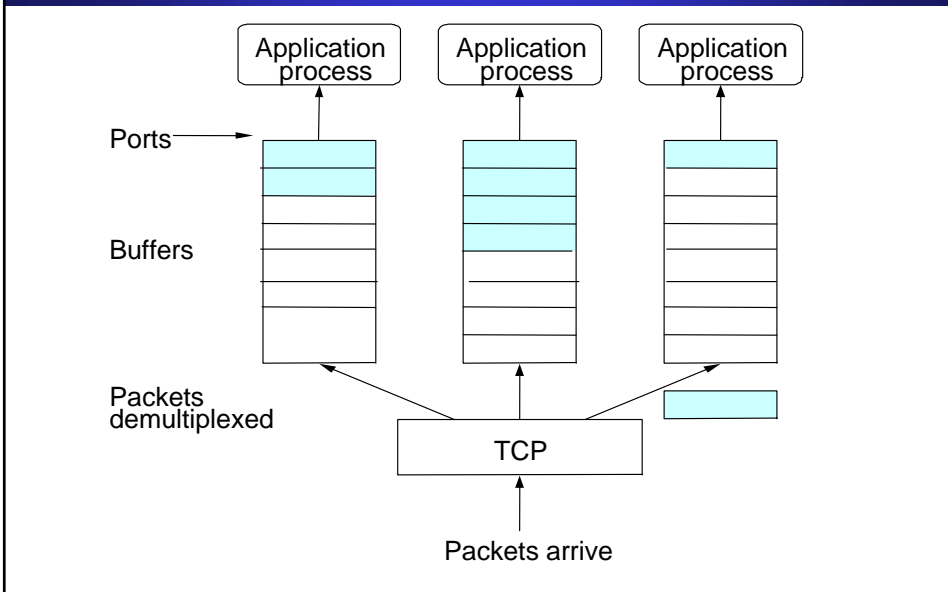 Application
process
Application
process
Application
process
Ports
Buffers
Packets
demultiplexed
TCP
Packets arrive